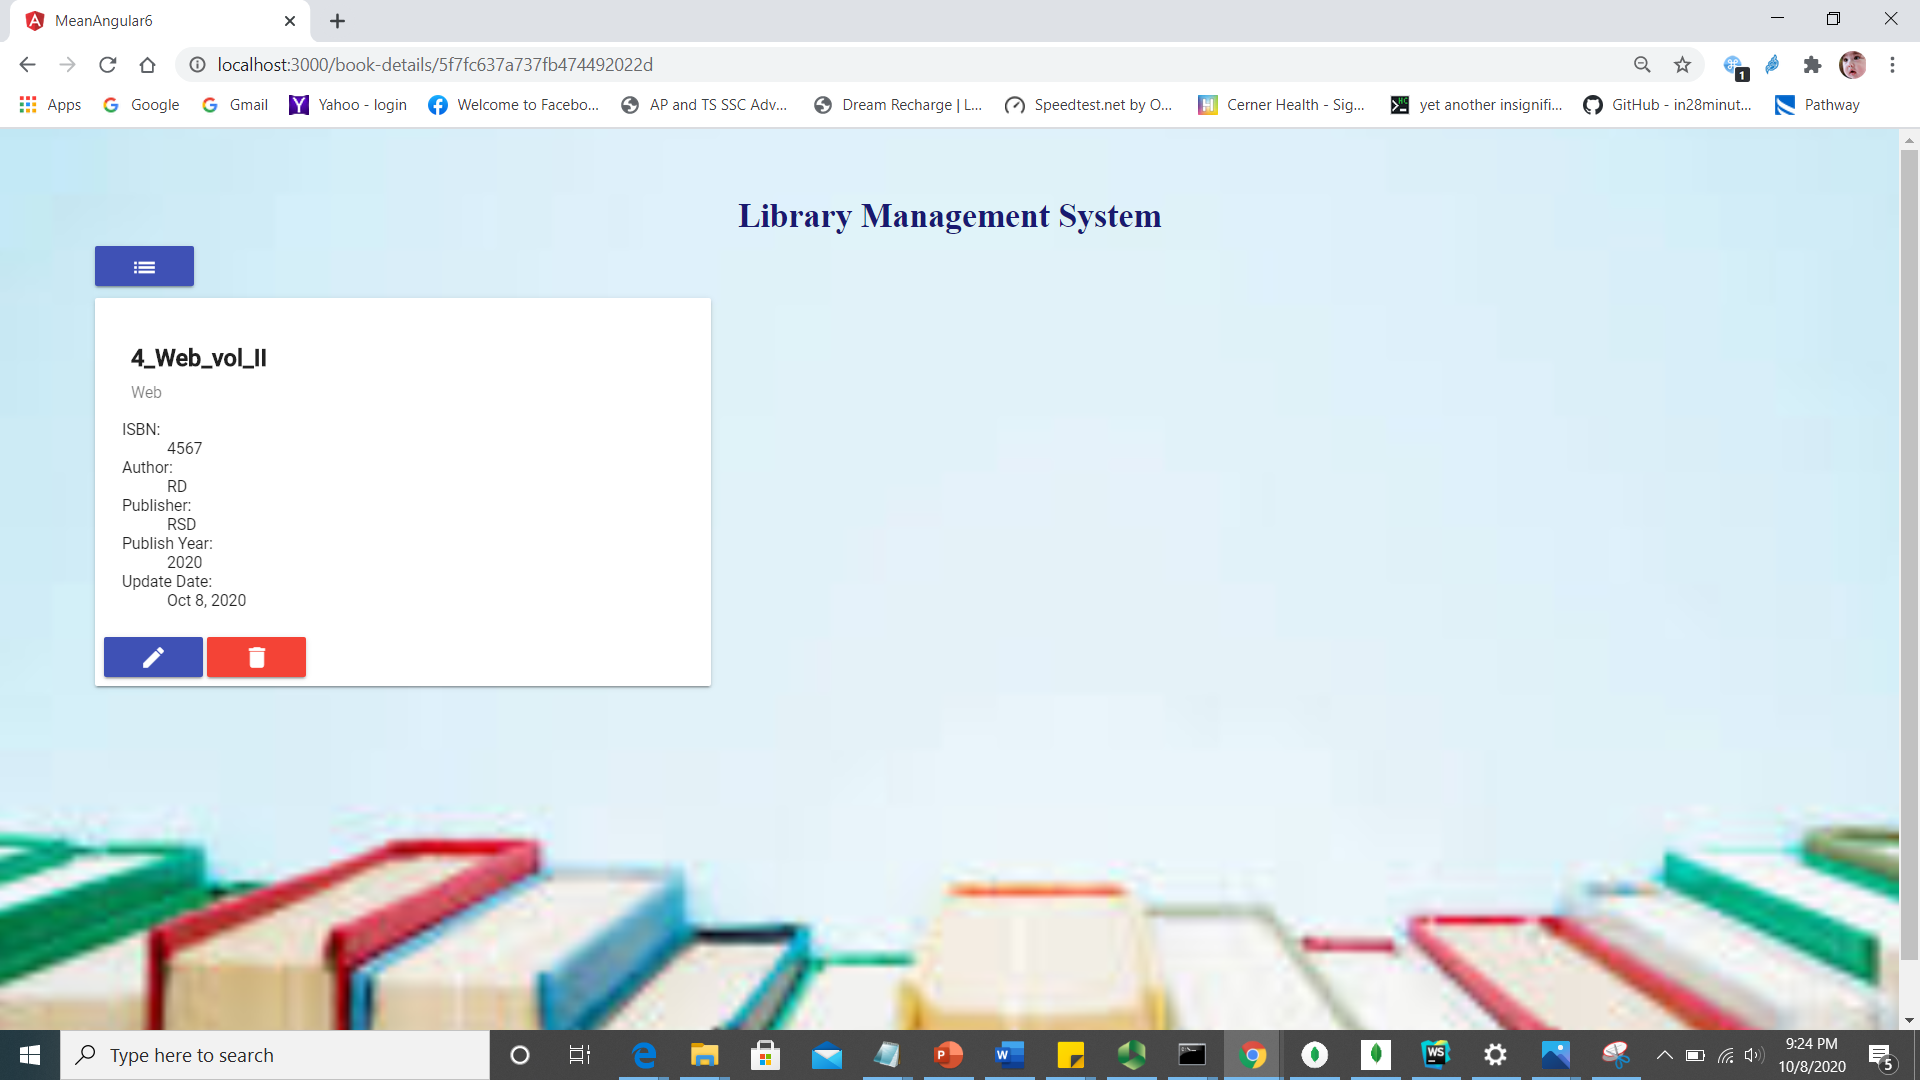 MeanAngular6
localhost:3000/book-details/5f7fc637a737fb474492022d
1
Apps
Google
Gmail
Yahoo - login
Welcome to Facebo...
AP and TS SSC Adv...
Dream Recharge | L...
Speedtest.net by O...
Cerner Health - Sig...
yet another insignifi...
GitHub - in28minut...
Pathway
Library Management System
4_Web_vol_II
Web
ISBN:
4567
Author:
RD
Publisher:
RSD
Publish Year:
2020
Update Date:
Oct 8, 2020
Type here to search
9:24 PM
10/8/2020
5